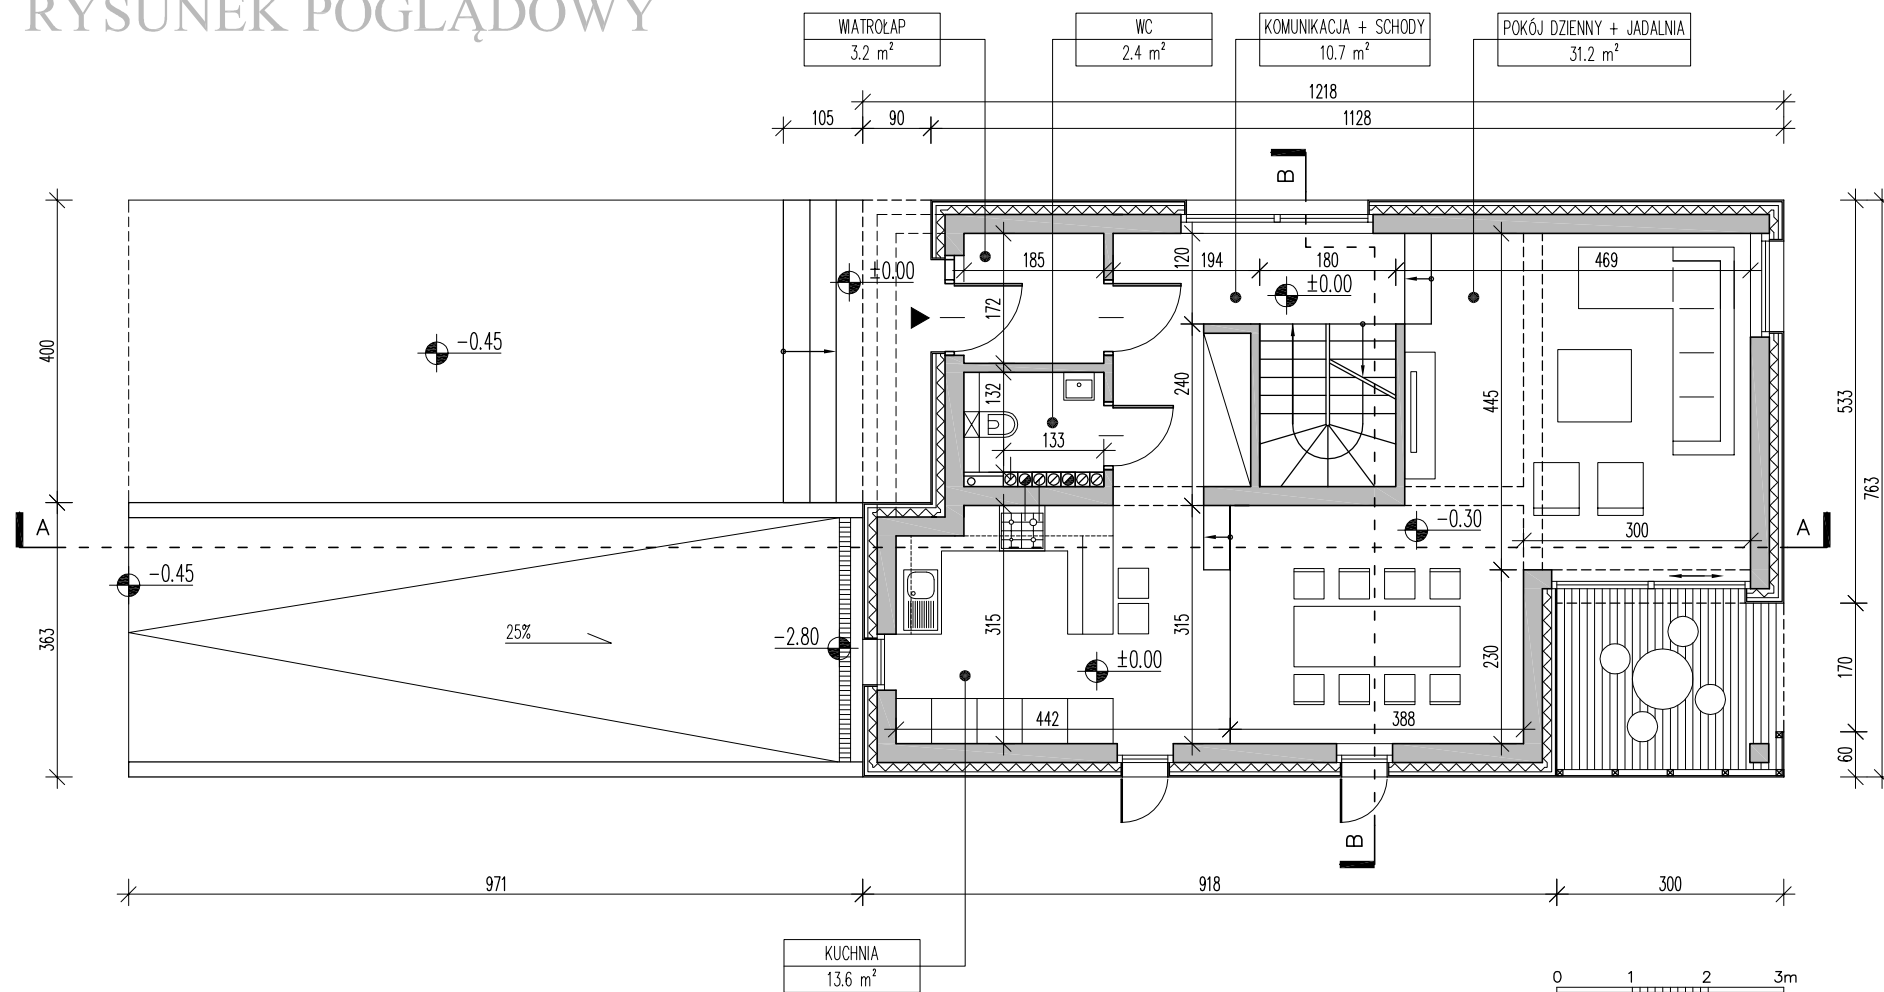 RYSUNEK POGLĄDOWY
WIATROŁAP
3.2 m²
WC
2.4 m²
KOMUNIKACJA + SCHODY
10.7 m²
POKÓJ DZIENNY + JADALNIA
31.2 m²
1218
105
90
1128
B
400
-0.45
±0.00
185
172
120
194
180
±0.00
469
533
763
132
133
240
445
A
-0.45
363
25%
-2.80
315
315
±0.00
442
-0.30
300
A
230
388
170
60
B
971
918
300
KUCHNIA
13.6 m²
0 1 2 3m